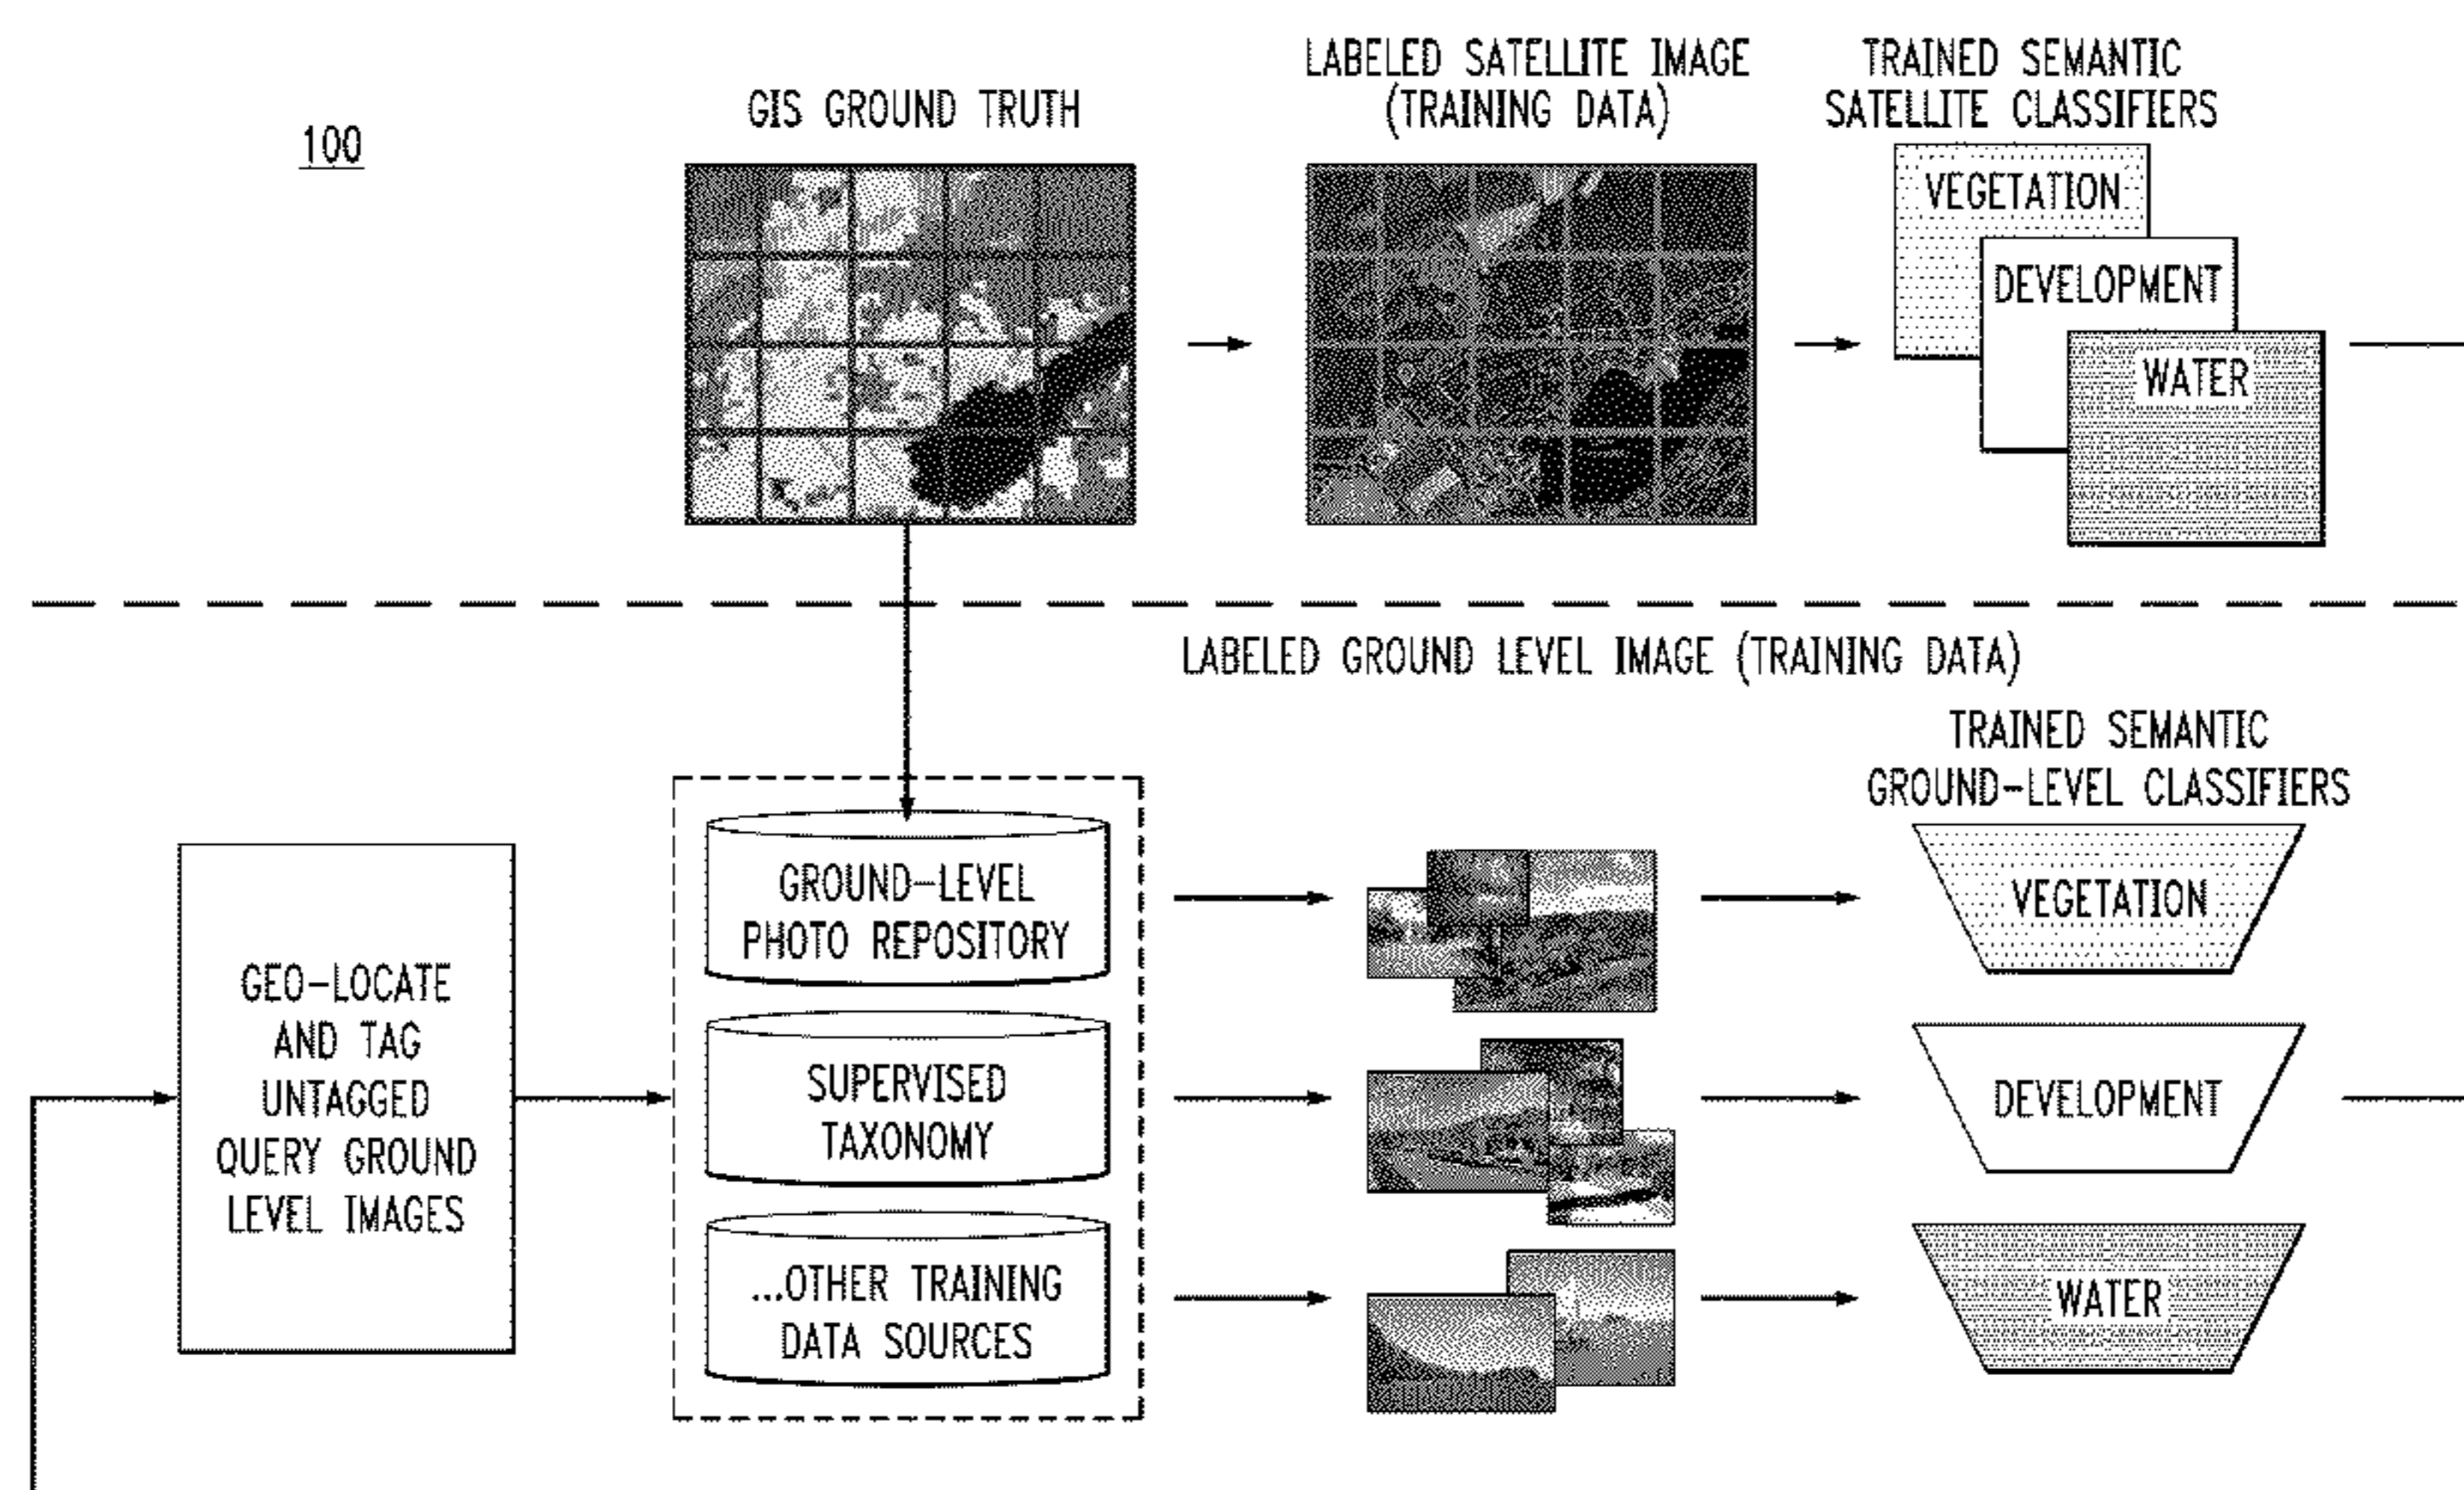 100
GIS GROUND TRUTH
LABELED SATELLITE IMAGE
(TRAINING DATA)
TRAINED SEMANTIC
SATELLITE CLASSIFIERS
VEGETATION
DEVELOPMENT
WATER
LABELED GROUND LEVEL IMAGE (TRAINING DATA)
GEO-LOCATE
AND TAG
UNTAGGED
QUERY GROUND
LEVEL IMAGES
GROUND-LEVEL
PHOTO REPOSITORY
SUPERVISED
TAXONOMY
...OTHER TRAINING
DATA SOURCES
TRAINED SEMANTIC
GROUND-LEVEL CLASSIFIERS
VEGETATION
DEVELOPMENT
WATER